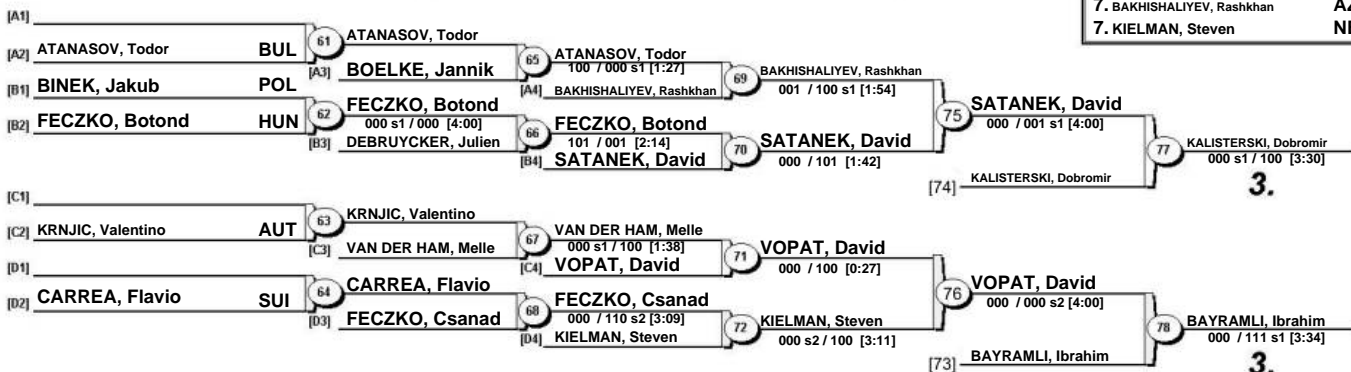 7. BAKHISHALIYEV, Rashkhan
7. KIELMAN, Steven
[A1]
[A2] ATANASOV, Todor BUL
61 ATANASOV, Todor
[A3] BOELKE, Jannik
65 ATANASOV, Todor
100 / 000 s1 [1:27]
[A4] BAKHISHALIYEV, Rashkhan
69 BAKHISHALIYEV, Rashkhan
001 / 100 s1 [1:54]
[B1] BINEK, Jakub POL
[B2] FECZKO, Botond HUN
62 FECZKO, Botond
000 s1 / 000 [4:00]
[B3] DEBRUYCKER, Julien
66 FECZKO, Botond
101 / 001 [2:14]
[B4] SATANEK, David
70 SATANEK, David
000 / 101 [1:42]
75 SATANEK, David
000 / 001 s1 [4:00]
[74] KALISTERSKI, Dobromir
77 KALISTERSKI, Dobromir
000 s1 / 100 [3:30]
3.
[C1]
[C2] KRNJIC, Valentino AUT
63 KRNJIC, Valentino
[C3] VAN DER HAM, Melle
67 VAN DER HAM, Melle
000 s1 / 100 [1:38]
[C4] VOPAT, David
71 VOPAT, David
000 / 100 [0:27]
[D1]
[D2] CARREA, Flavio SUI
64 CARREA, Flavio
[D3] FECZKO, Csanad
68 FECZKO, Csanad
000 / 110 s2 [3:09]
[D4] KIELMAN, Steven
72 KIELMAN, Steven
000 s2 / 100 [3:11]
76 VOPAT, David
000 / 000 s2 [4:00]
[73] BAYRAMLI, Ibrahim
78 BAYRAMLI, Ibrahim
000 / 111 s1 [3:34]
3.